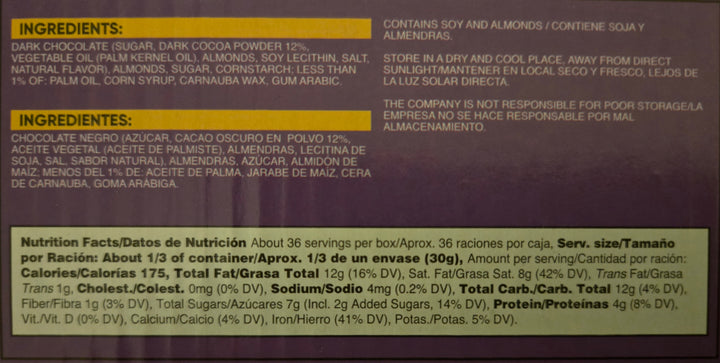 INGREDIENTS:
DARK CHOCOLATE (SUGAR, DARK COCOA POWDER 12%,
VEGETABLE OIL (PALM KERNEL OIL), ALMONDS, SOY LECITHIN, SALT,
NATURAL FLAVOR), ALMONDS, SUGAR, CORNSTARCH; LESS THAN
1% OF: PALM OIL, CORN SYRUP, CARNAUBA WAX, GUM ARABIC.
INGREDIENTES:
CHOCOLATE NEGRO (AZÚCAR, CACAO OSCURO EN POLVO 12%,
ACEITE VEGETAL (ACEITE DE PALMISTE), ALMENDRAS, LECITINA DE
SOJA, SAL, SABOR NATURAL), ALMENDRAS, AZÚCAR, ALMIDÓN DE
MAÍZ; MENOS DEL 1% DE: ACEITE DE PALMA, JARABE DE MAÍZ, CERA
DE CARNAUBA, GOMA ARÁBIGA.
CONTAINS SOY AND ALMONDS / CONTIENE SOJA Y
ALMENDRAS.
STORE IN A DRY AND COOL PLACE, AWAY FROM DIRECT
SUNLIGHT/MANTENER EN LOCAL SECO Y FRESCO, LEJOS DE
LA LUZ SOLAR DIRECTA.
THE COMPANY IS NOT RESPONSIBLE FOR POOR STORAGE/LA
EMPRESA NO SE HACE RESPONSABLE POR MAL
ALMACENAMIENTO.
Nutrition Facts/Datos de Nutrición About 36 servings per box/Aprox. 36 raciones por caja, Serv. size/Tamaño
por Ración: About 1/3 of container/Aprox. 1/3 de un envase (30g), Amount per serving/Cantidad por ración:
Calories/Calorías 175, Total Fat/Grasa Total 12g (16% DV), Sat. Fat/Grasa Sat. 8g (42% DV), Trans Fat/Grasa
Trans 1g, Cholest./Colest. 0mg (0% DV), Sodium/Sodio 4mg (0.2% DV), Total Carb./Carb. Total 12g (4% DV),
Fiber/Fibra 1g (3% DV), Total Sugars/Azúcares 7g (Incl. 2g Added Sugars, 14% DV), Protein/Proteínas 4g (8% DV),
Vit./Vit. D (0% DV), Calcium/Calcio (4% DV), Iron/Hierro (41% DV), Potas./Potas. 5% DV).